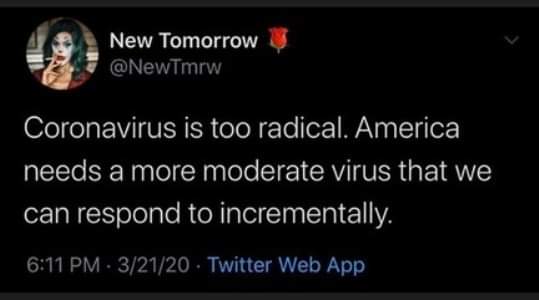 New Tomorrow 🌹
@NewTmrw
Coronavirus is too radical. America
needs a more moderate virus that we
can respond to incrementally.
6:11 PM · 3/21/20 · Twitter Web App